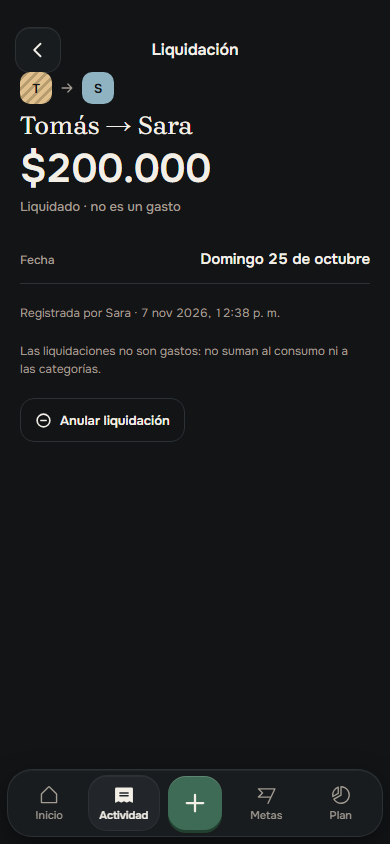 Liquidación
T → S
Tomás → Sara
$200.000
Liquidado · no es un gasto
Fecha Domingo 25 de octubre
Registrada por Sara · 7 nov 2026, 12:38 p. m.
Las liquidaciones no son gastos: no suman al consumo ni a
las categorías.
Anular liquidación
Inicio Actividad Metas Plan